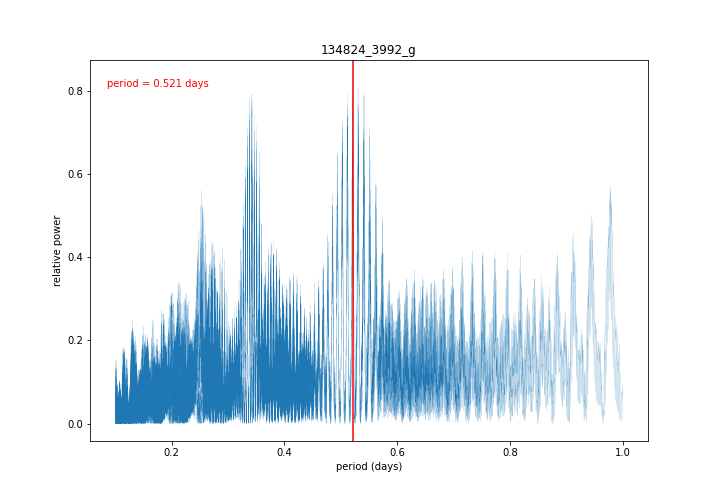 134824_3992_g
period = 0.521 days
relative power
0.8
0.6
0.4
0.2
0.0
0.2 0.4 0.6 0.8 1.0
period (days)